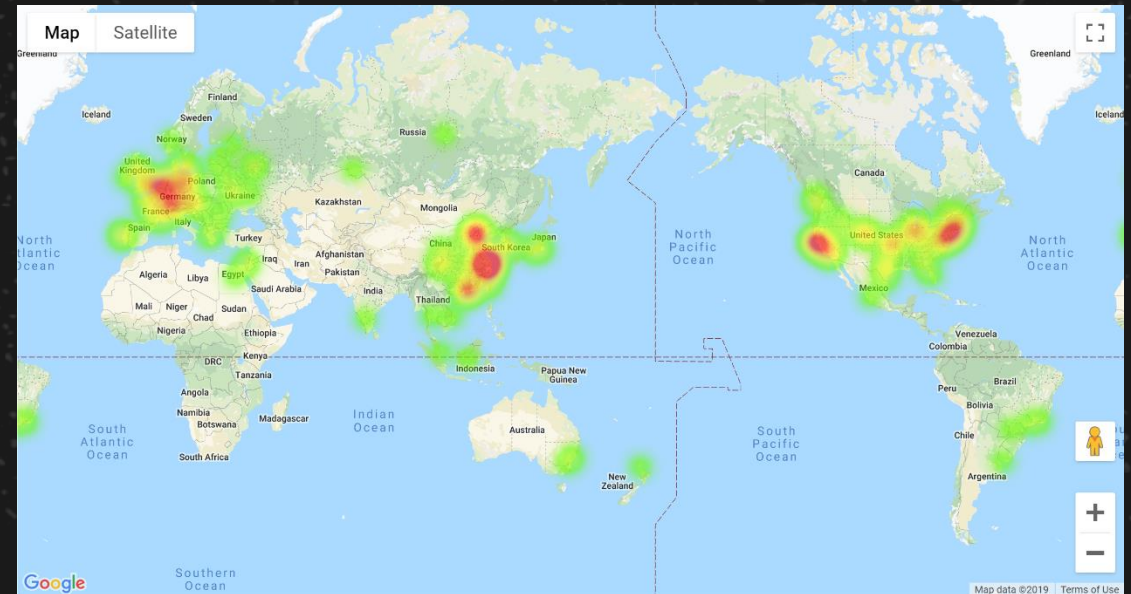 Map
Satellite
Greenland
Greenland
Iceland
Iceland
Finland
Sweden
Norway
Russia
United
Kingdom
Poland
Germany
Ukraine
France
Italy
Spain
Turkey
Kazakhstan
Mongolia
China
South Korea
Japan
Afghanistan
Iraq
Iran
Pakistan
Algeria
Libya
Egypt
Saudi Arabia
India
Thailand
Mali
Niger
Chad
Sudan
Nigeria
Ethiopia
DRC
Kenya
Tanzania
Angola
Namibia
Botswana
Madagascar
South Africa
Indonesia
Papua New
Guinea
Australia
New
Zealand
Canada
United States
Mexico
Venezuela
Colombia
Peru
Brazil
Bolivia
Chile
Argentina
North
Pacific
Ocean
North
Atlantic
Ocean
South
Atlantic
Ocean
Indian
Ocean
South
Pacific
Ocean
Southern
Ocean
Google
Map data ©2019
Terms of Use